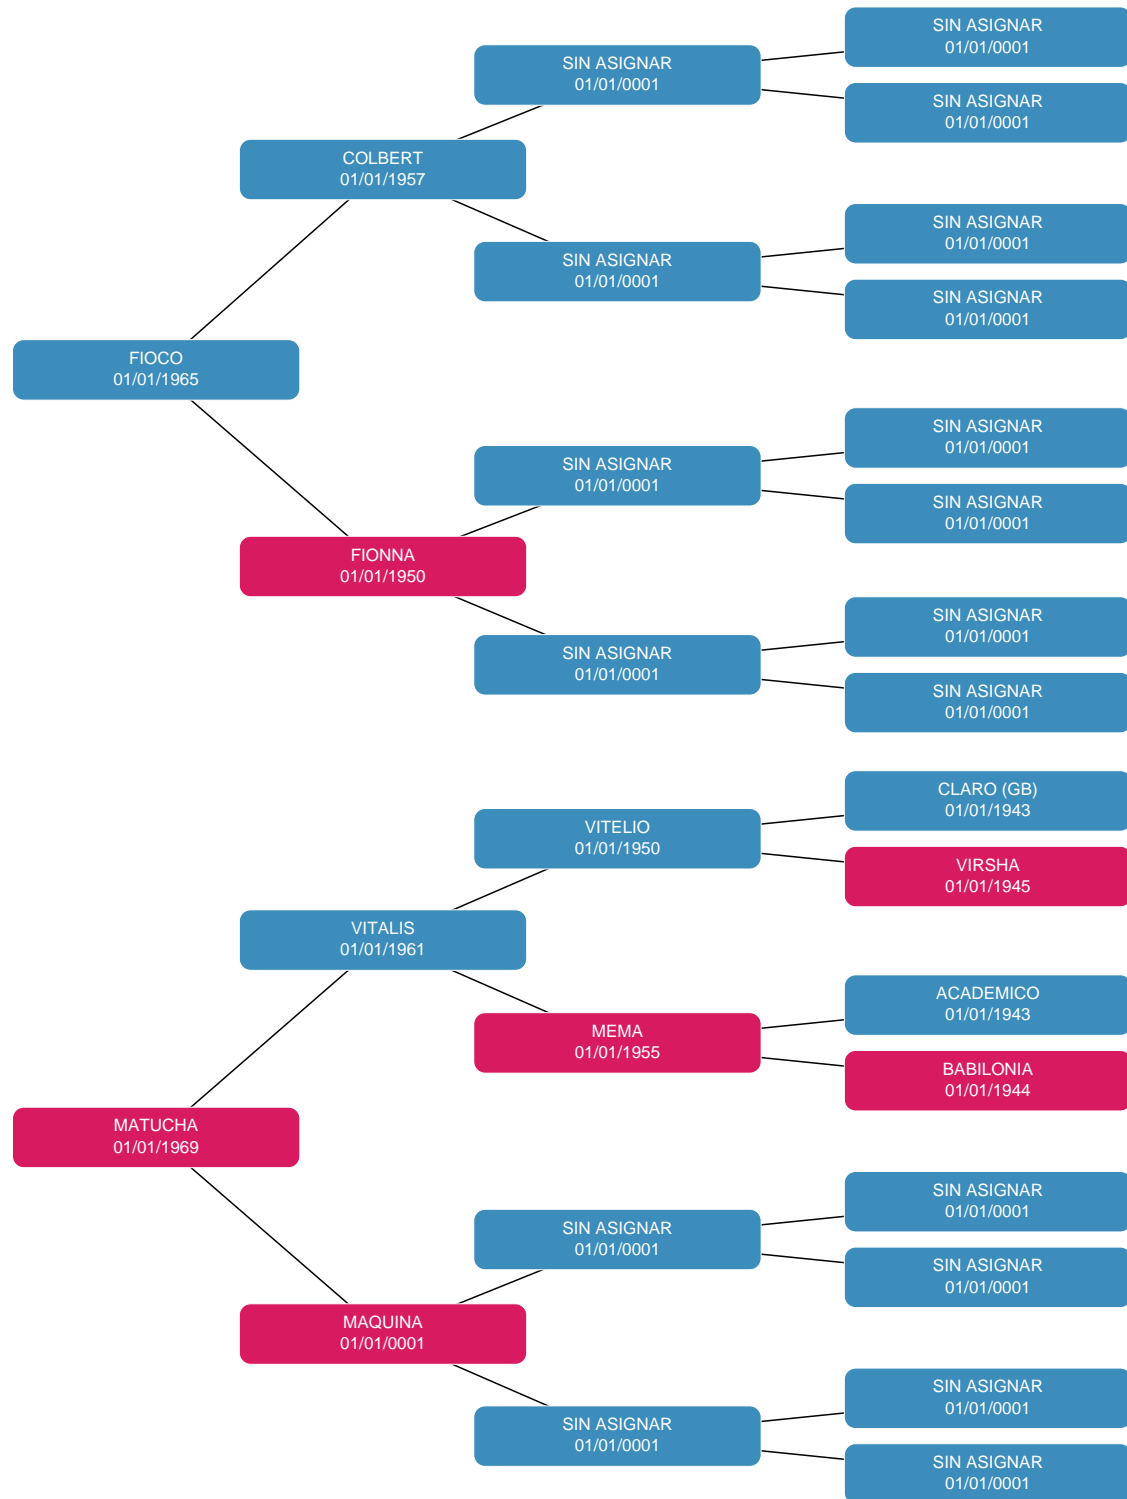 SIN ASIGNAR
01/01/0001
SIN ASIGNAR
01/01/0001
SIN ASIGNAR
01/01/0001
COLBERT
01/01/1957
SIN ASIGNAR
01/01/0001
SIN ASIGNAR
01/01/0001
SIN ASIGNAR
01/01/0001
FIOCO
01/01/1965
SIN ASIGNAR
01/01/0001
SIN ASIGNAR
01/01/0001
SIN ASIGNAR
01/01/0001
FIONNA
01/01/1950
SIN ASIGNAR
01/01/0001
SIN ASIGNAR
01/01/0001
SIN ASIGNAR
01/01/0001
CLARO (GB)
01/01/1943
VITELIO
01/01/1950
VIRSHA
01/01/1945
VITALIS
01/01/1961
ACADEMICO
01/01/1943
MEMA
01/01/1955
BABILONIA
01/01/1944
MATUCHA
01/01/1969
SIN ASIGNAR
01/01/0001
SIN ASIGNAR
01/01/0001
SIN ASIGNAR
01/01/0001
MAQUINA
01/01/0001
SIN ASIGNAR
01/01/0001
SIN ASIGNAR
01/01/0001
SIN ASIGNAR
01/01/0001